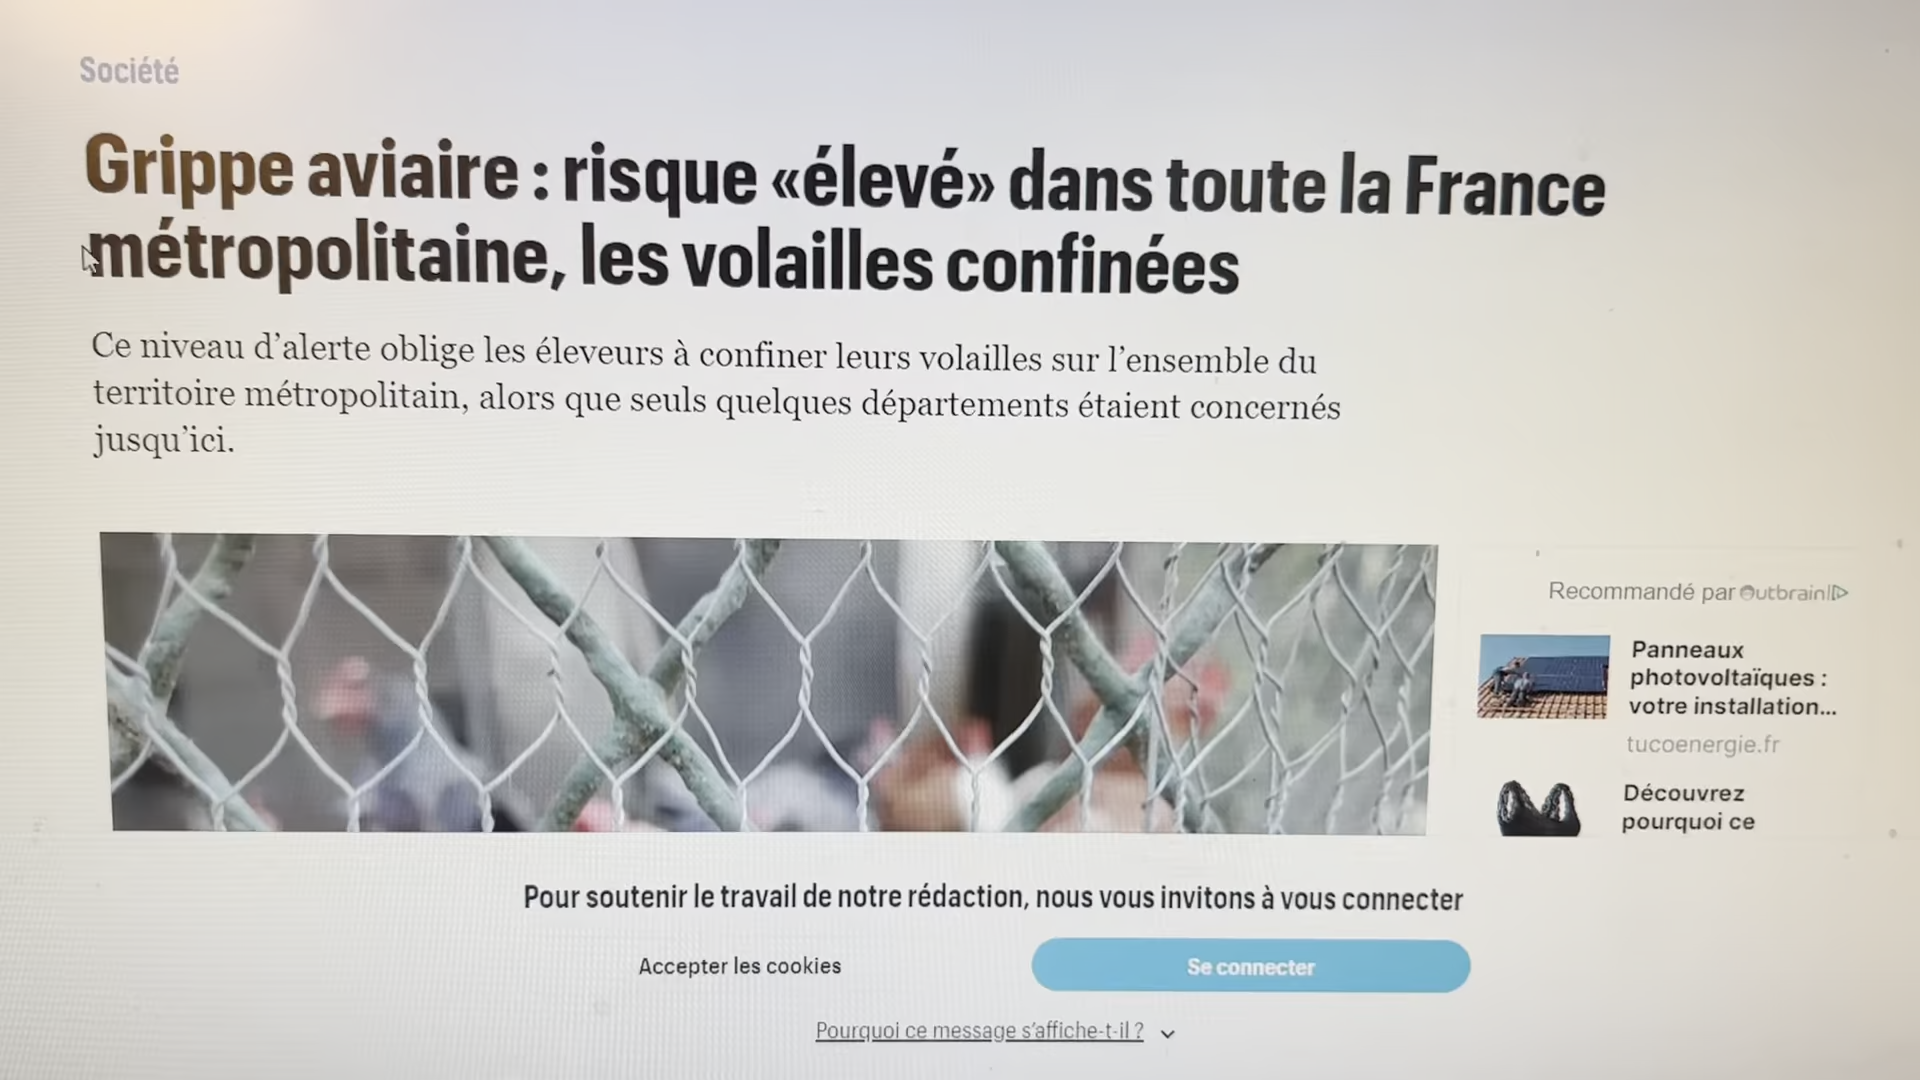 Société
Grippe aviaire : risque «élevé» dans toute la France
métropolitaine, les volailles confinées
Ce niveau d’alerte oblige les éleveurs à confiner leurs volailles sur l’ensemble du
territoire métropolitain, alors que seuls quelques départements étaient concernés
jusqu’ici.
Recommandé par Outbrain
Panneaux
photovoltaïques :
votre installation...
tucoenergie.fr
Découvrez
pourquoi ce
Pour soutenir le travail de notre rédaction, nous vous invitons à vous connecter
Accepter les cookies
Se connecter
Pourquoi ce message s’affiche-t-il ?